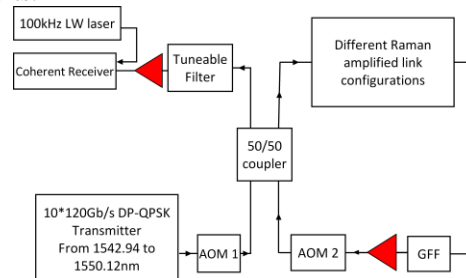 100kHz LW laser
Coherent Receiver
Tuneable
Filter
Different Raman
amplified link
configurations
50/50
coupler
10*120Gb/s DP-QPSK
Transmitter
From 1542.94 to
1550.12nm
AOM 1
AOM 2
GFF